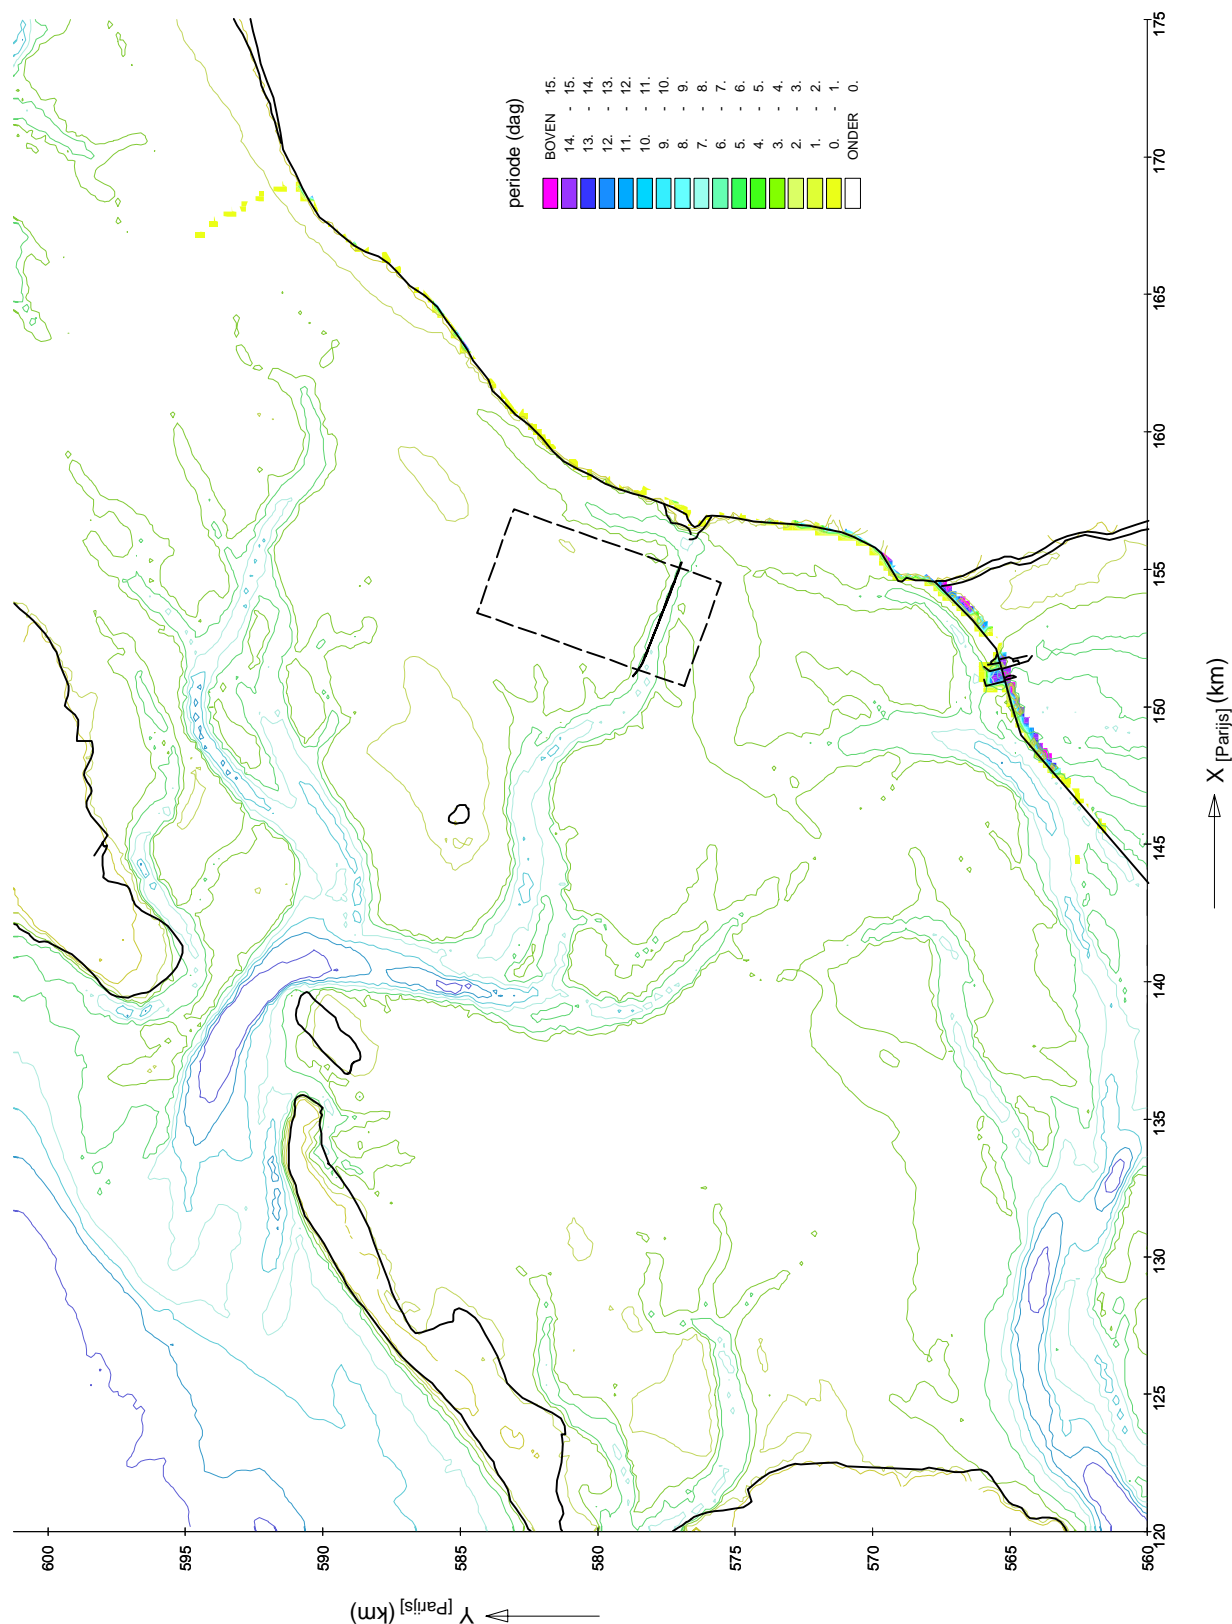 periode (dag)
BOVEN 15.
14. - 15.
13. - 14.
12. - 13.
11. - 12.
10. - 11.
9. - 10.
8. - 9.
7. - 8.
6. - 7.
5. - 6.
4. - 5.
3. - 4.
2. - 3.
1. - 2.
0. - 1.
ONDER 0.
600
595
590
585
580
575
570
565
560
Y [Parijs] (km)
120
125
130
135
140
145
150
155
160
165
170
175
X [Parijs] (km)